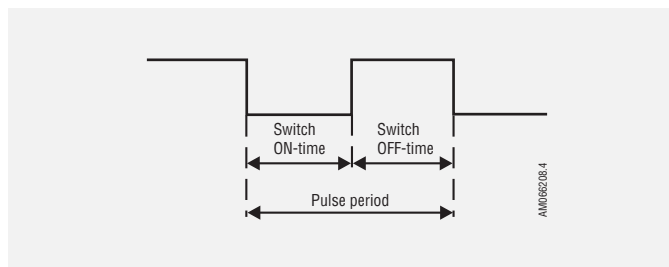 Switch
ON-time
Switch
OFF-time
Pulse period
AM066208.4